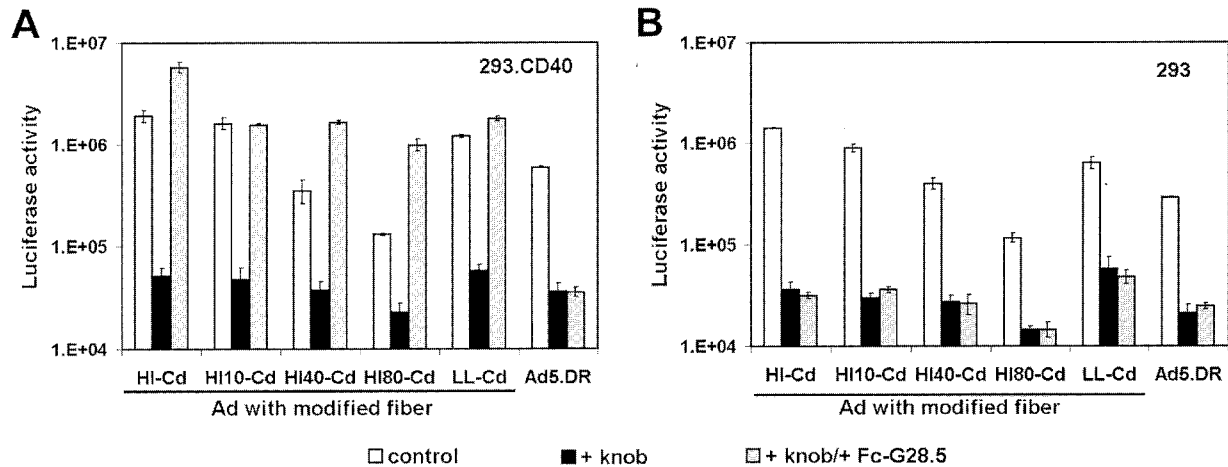 A
1.E+07
1.E+06
1.E+05
1.E+04
Luciferase activity
293.CD40
HI-Cd HI10-Cd HI40-Cd HI80-Cd LL-Cd Ad5.DR
Ad with modified fiber
B
1.E+07
1.E+06
1.E+05
1.E+04
Luciferase activity
293
HI-Cd HI10-Cd HI40-Cd HI80-Cd LL-Cd Ad5.DR
Ad with modified fiber
control + knob + knob/+ Fc-G28.5